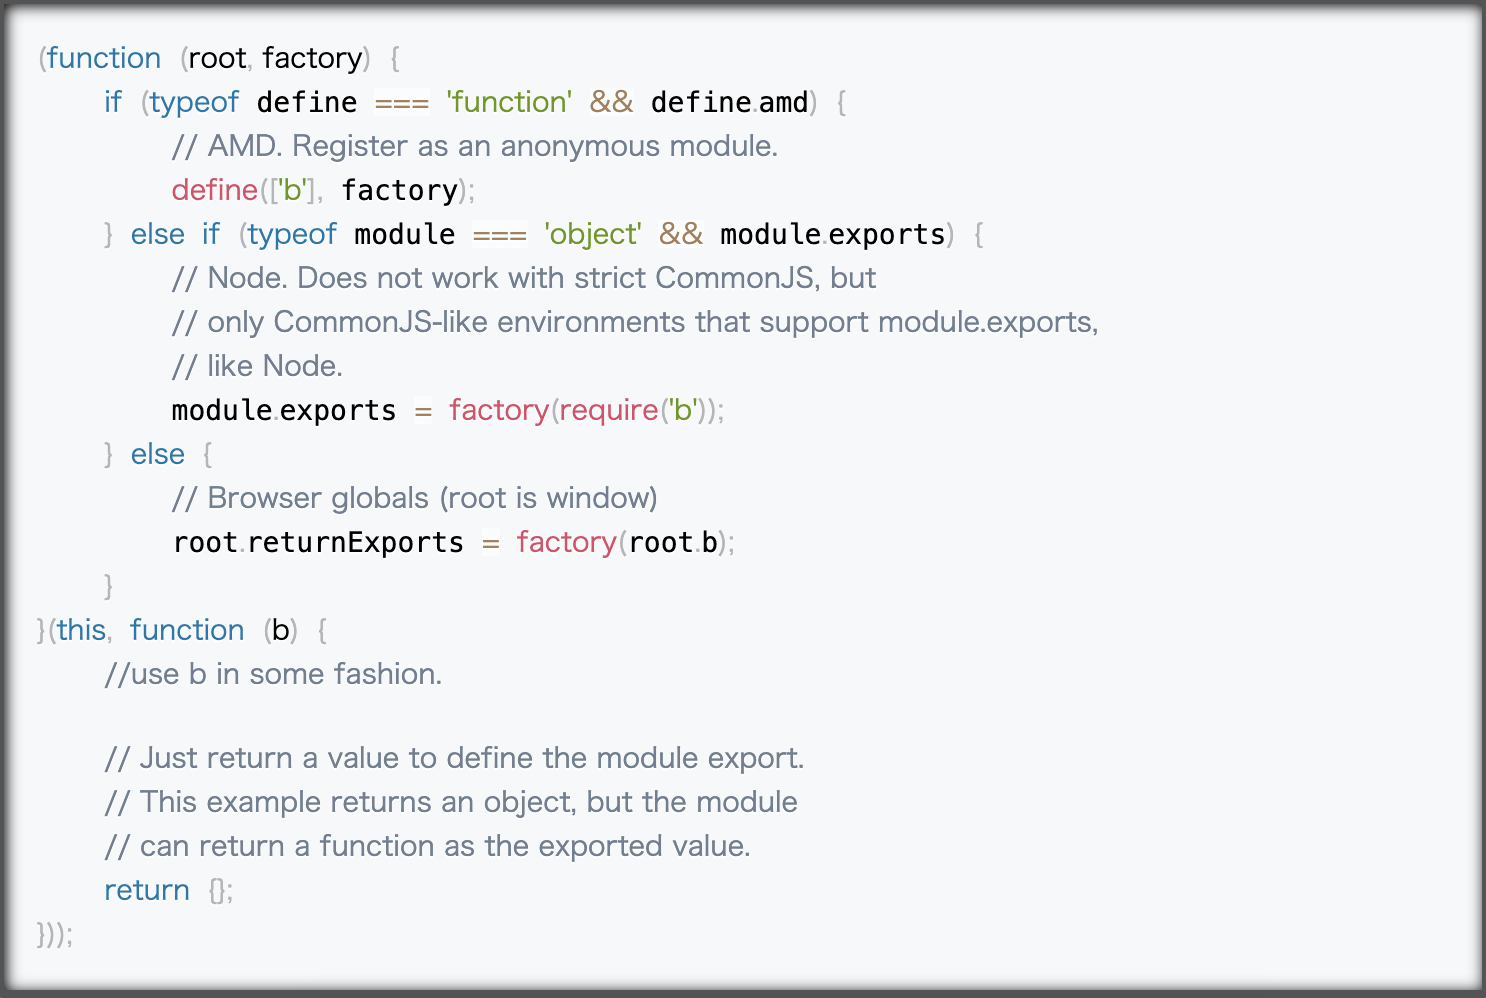 (function (root, factory) {
    if (typeof define === 'function' && define.amd) {
        // AMD. Register as an anonymous module.
        define(['b'], factory);
    } else if (typeof module === 'object' && module.exports) {
        // Node. Does not work with strict CommonJS, but
        // only CommonJS-like environments that support module.exports,
        // like Node.
        module.exports = factory(require('b'));
    } else {
        // Browser globals (root is window)
        root.returnExports = factory(root.b);
    }
}(this, function (b) {
    //use b in some fashion.

    // Just return a value to define the module export.
    // This example returns an object, but the module
    // can return a function as the exported value.
    return {};
}));